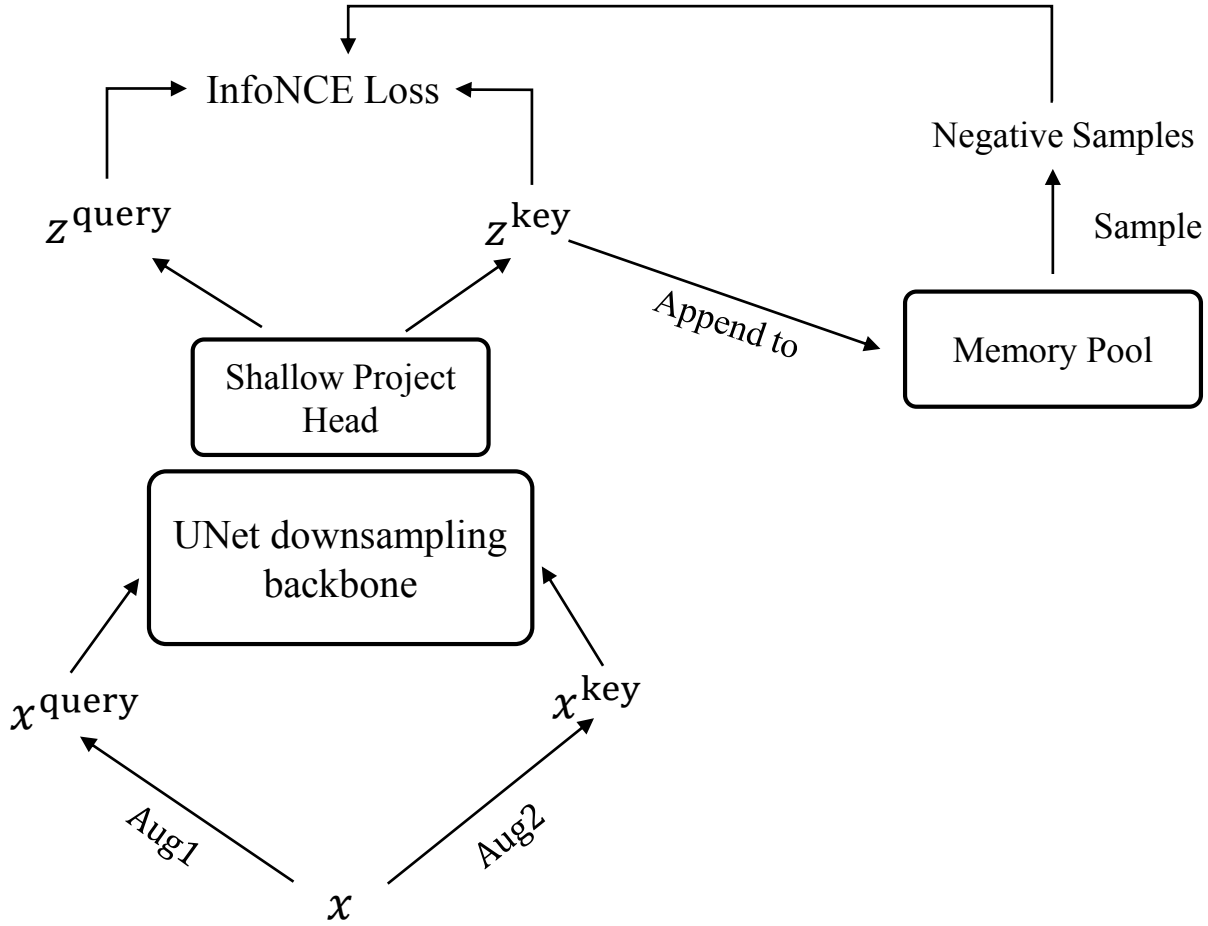 InfoNCE Loss
Negative Samples
z^query
z^key
Sample
Append to
Shallow Project
Head
Memory Pool
UNet downsampling
backbone
x^query
x^key
Aug1
Aug2
x